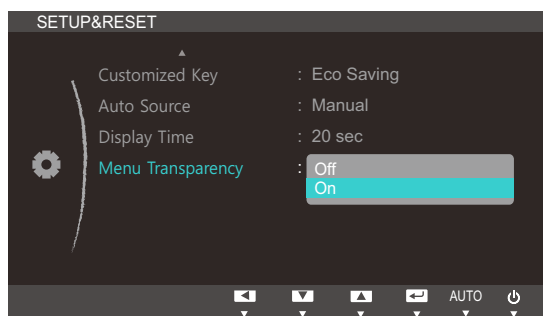 SETUP&RESET
Customized Key : Eco Saving
Auto Source : Manual
Display Time : 20 sec
Menu Transparency : Off
On
AUTO